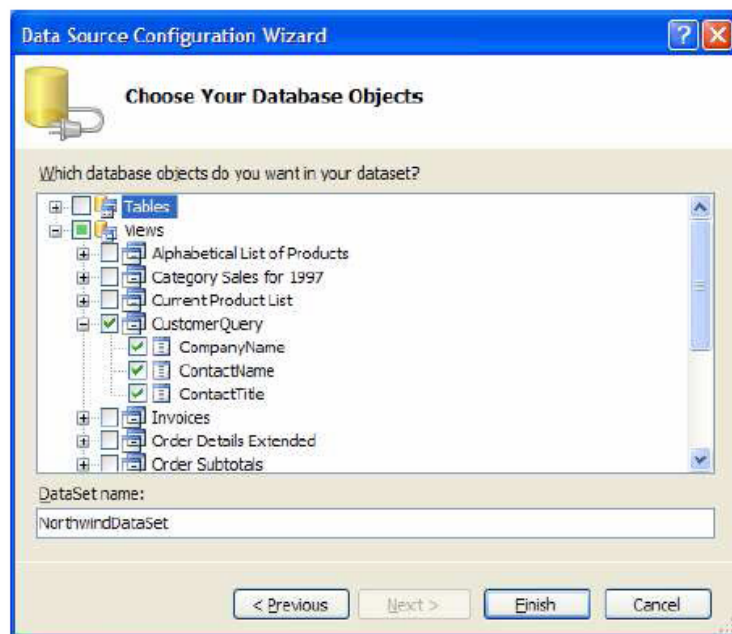 Data Source Configuration Wizard
Choose Your Database Objects
Which database objects do you want in your dataset?
Tables
Views
Alphabetical List of Products
Category Sales for 1997
Current Product List
CustomerQuery
CompanyName
ContactName
ContactTitle
Invoices
Order Details Extended
Order Subtotals
DataSet name:
NorthwindDataSet
< Previous Next > Finish Cancel